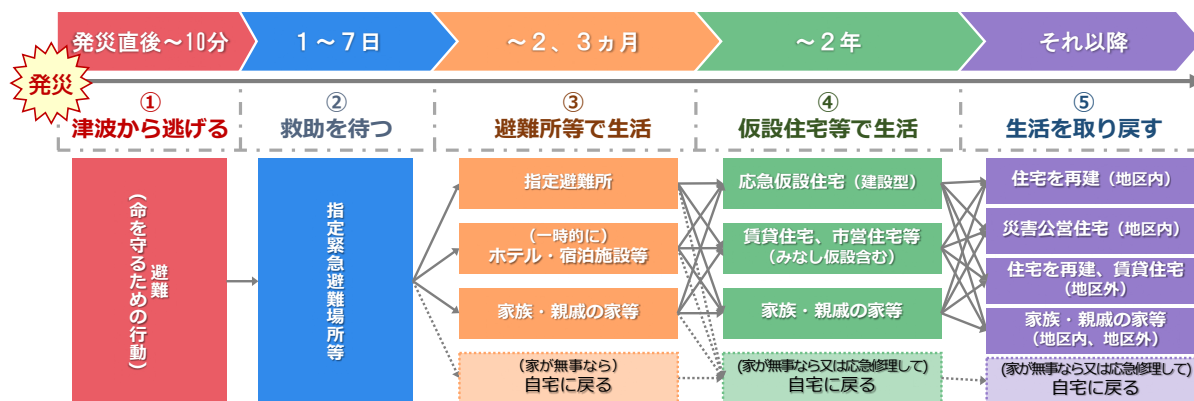 発災直後～10分
１～７日
～２、３ヵ月
～２年
それ以降
発災
①
津波から逃げる
②
救助を待つ
③
避難所等で生活
④
仮設住宅等で生活
⑤
生活を取り戻す
避難
（命を守るための行動）
指定緊急避難場所等
指定避難所
（一時的に）
ホテル・宿泊施設等
家族・親戚の家等
（家が無事なら）
自宅に戻る
応急仮設住宅（建設型）
賃貸住宅、市営住宅等
（みなし仮設含む）
家族・親戚の家等
（家が無事なら又は応急修理して）
自宅に戻る
住宅を再建（地区内）
災害公営住宅（地区内）
住宅を再建、賃貸住宅
（地区外）
家族・親戚の家等
（地区内、地区外）
（家が無事なら又は応急修理して）
自宅に戻る